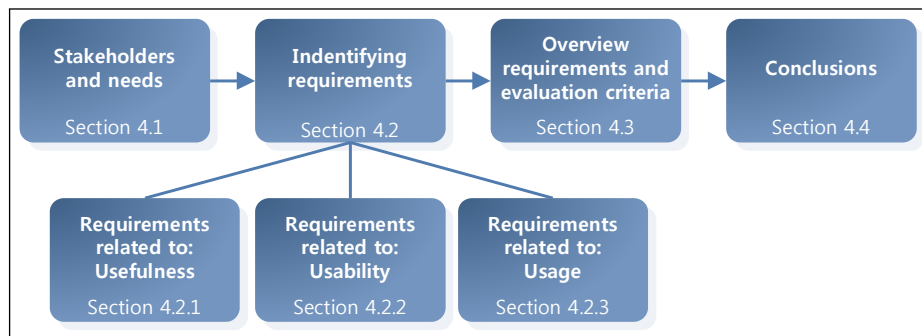 Stakeholders
and needs
Section 4.1
Indentifying
requirements
Section 4.2
Overview
requirements and
evaluation criteria
Section 4.3
Conclusions
Section 4.4
Requirements
related to:
Usefulness
Section 4.2.1
Requirements
related to:
Usability
Section 4.2.2
Requirements
related to:
Usage
Section 4.2.3